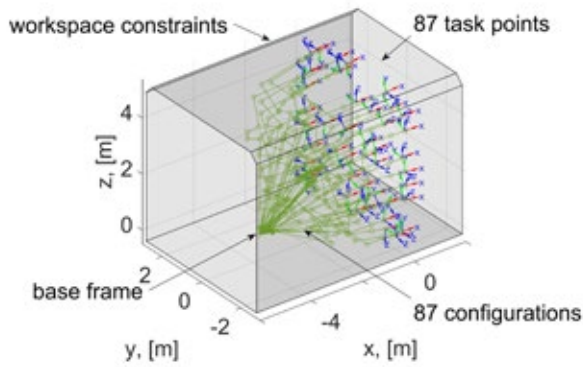 workspace constraints
87 task points
4
2
0
z, [m]
base frame
2
0
-2
y, [m]
-4
0
x, [m]
87 configurations